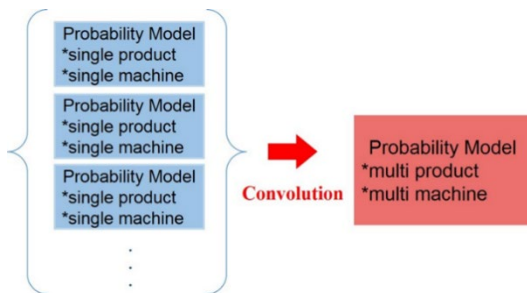 Probability Model
*single product
*single machine
Probability Model
*single product
*single machine
Probability Model
*single product
*single machine
.
.
.
Convolution
Probability Model
*multi product
*multi machine